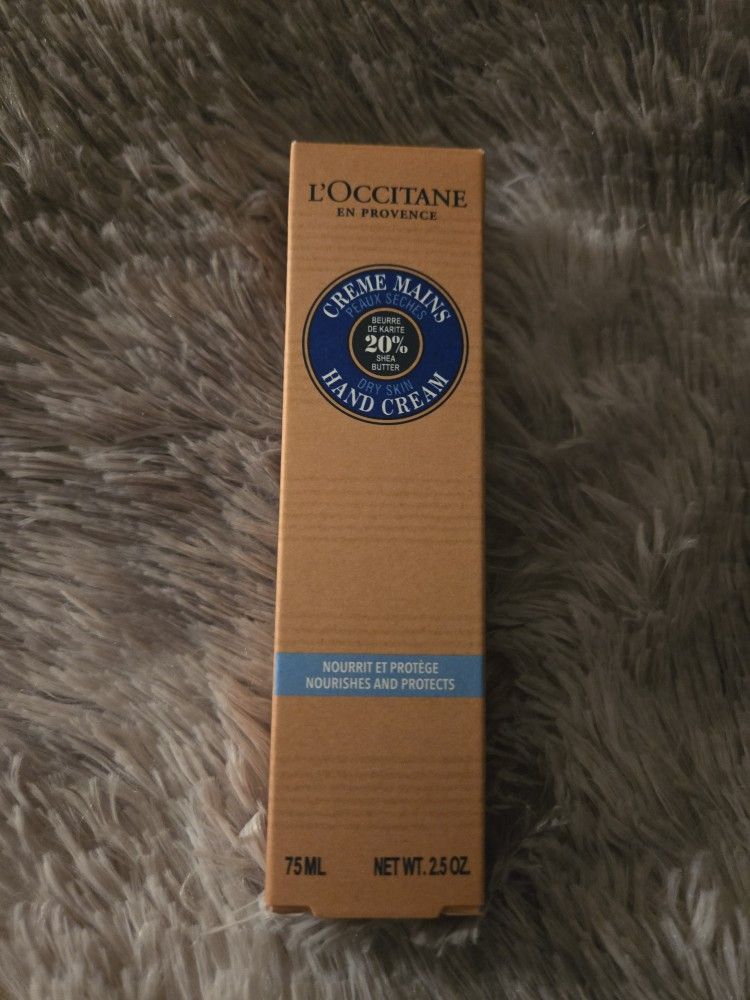 L'OCCITANE
EN PROVENCE
CREME MAINS
PEAUX SÈCHES
BEURRE
DE KARITE
20%
SHEA
BUTTER
DRY SKIN
HAND CREAM
NOURRIT ET PROTÈGE
NOURISHES AND PROTECTS
75 ML NET WT. 2.5 OZ.